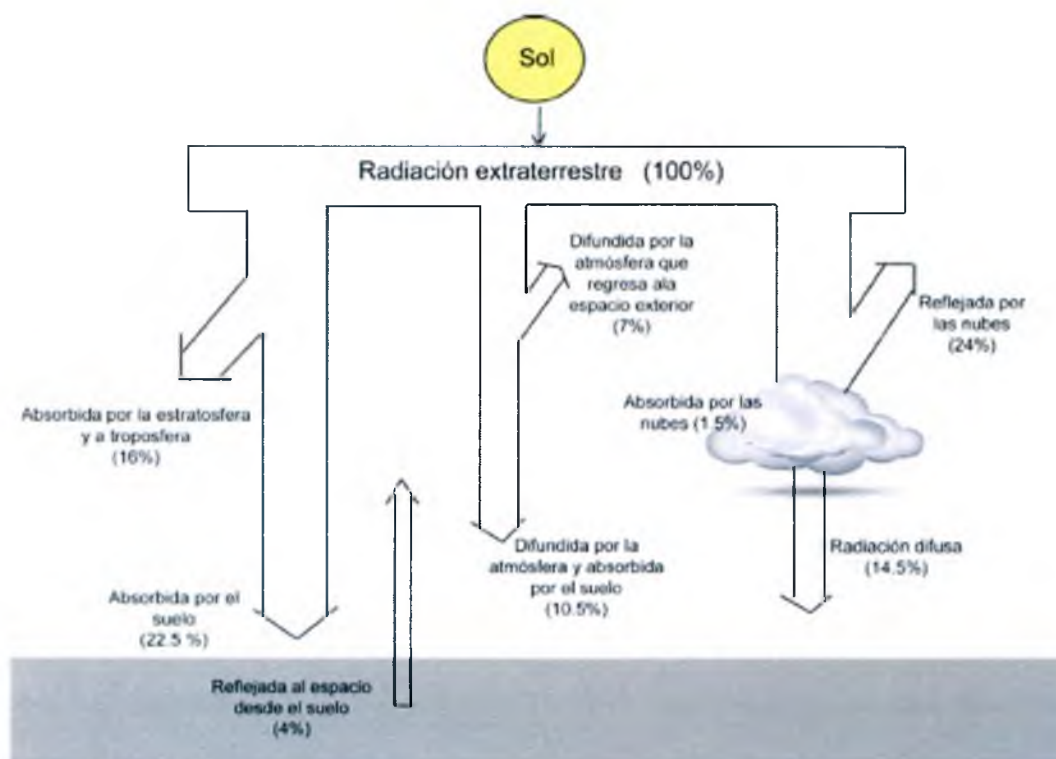 Sol
Radiación extraterrestre (100%)
Difundida por la
atmósfera que
regresa ala
espacio exterior
(7%)
Reflejada por
las nubes
(24%)
Absorbida por la estratosfera
y a troposfera
(16%)
Absorbida por las
nubes (1.5%)
Difundida por la
atmósfera y absorbida
por el suelo
(10.5%)
Radiación difusa
(14.5%)
Absorbida por el
suelo
(22.5 %)
Reflejada al espacio
desde el suelo
(4%)